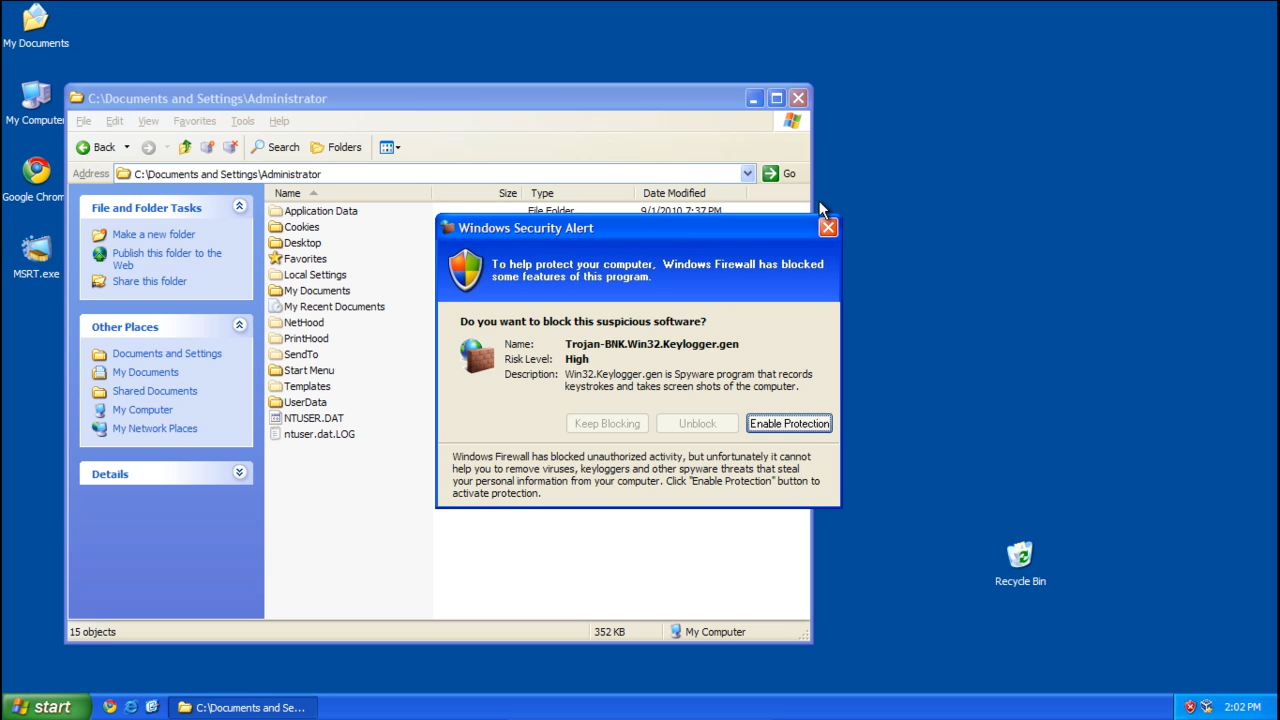 My Documents
My Computer
Google Chrom
MSRT.exe
Recycle Bin
C:\Documents and Settings\Administrator
File Edit View Favorites Tools Help
Back Search Folders
Address C:\Documents and Settings\Administrator Go
File and Folder Tasks
Make a new folder
Publish this folder to the
Web
Share this folder
Other Places
Documents and Settings
My Documents
Shared Documents
My Computer
My Network Places
Details
Name Size Type Date Modified
Application Data File Folder 9/1/2010 7:37 PM
Cookies
Desktop
Favorites
Local Settings
My Documents
My Recent Documents
NetHood
PrintHood
SendTo
Start Menu
Templates
UserData
NTUSER.DAT
ntuser.dat.LOG
15 objects 352 KB My Computer
Windows Security Alert
To help protect your computer, Windows Firewall has blocked
some features of this program.
Do you want to block this suspicious software?
Name: Trojan-BNK.Win32.Keylogger.gen
Risk Level: High
Description: Win32.Keylogger.gen is Spyware program that records
keystrokes and takes screen shots of the computer.
Keep Blocking Unblock Enable Protection
Windows Firewall has blocked unauthorized activity, but unfortunately it cannot
help you to remove viruses, keyloggers and other spyware threats that steal
your personal information from your computer. Click "Enable Protection" button to
activate protection.
start C:\Documents and Se... 2:02 PM